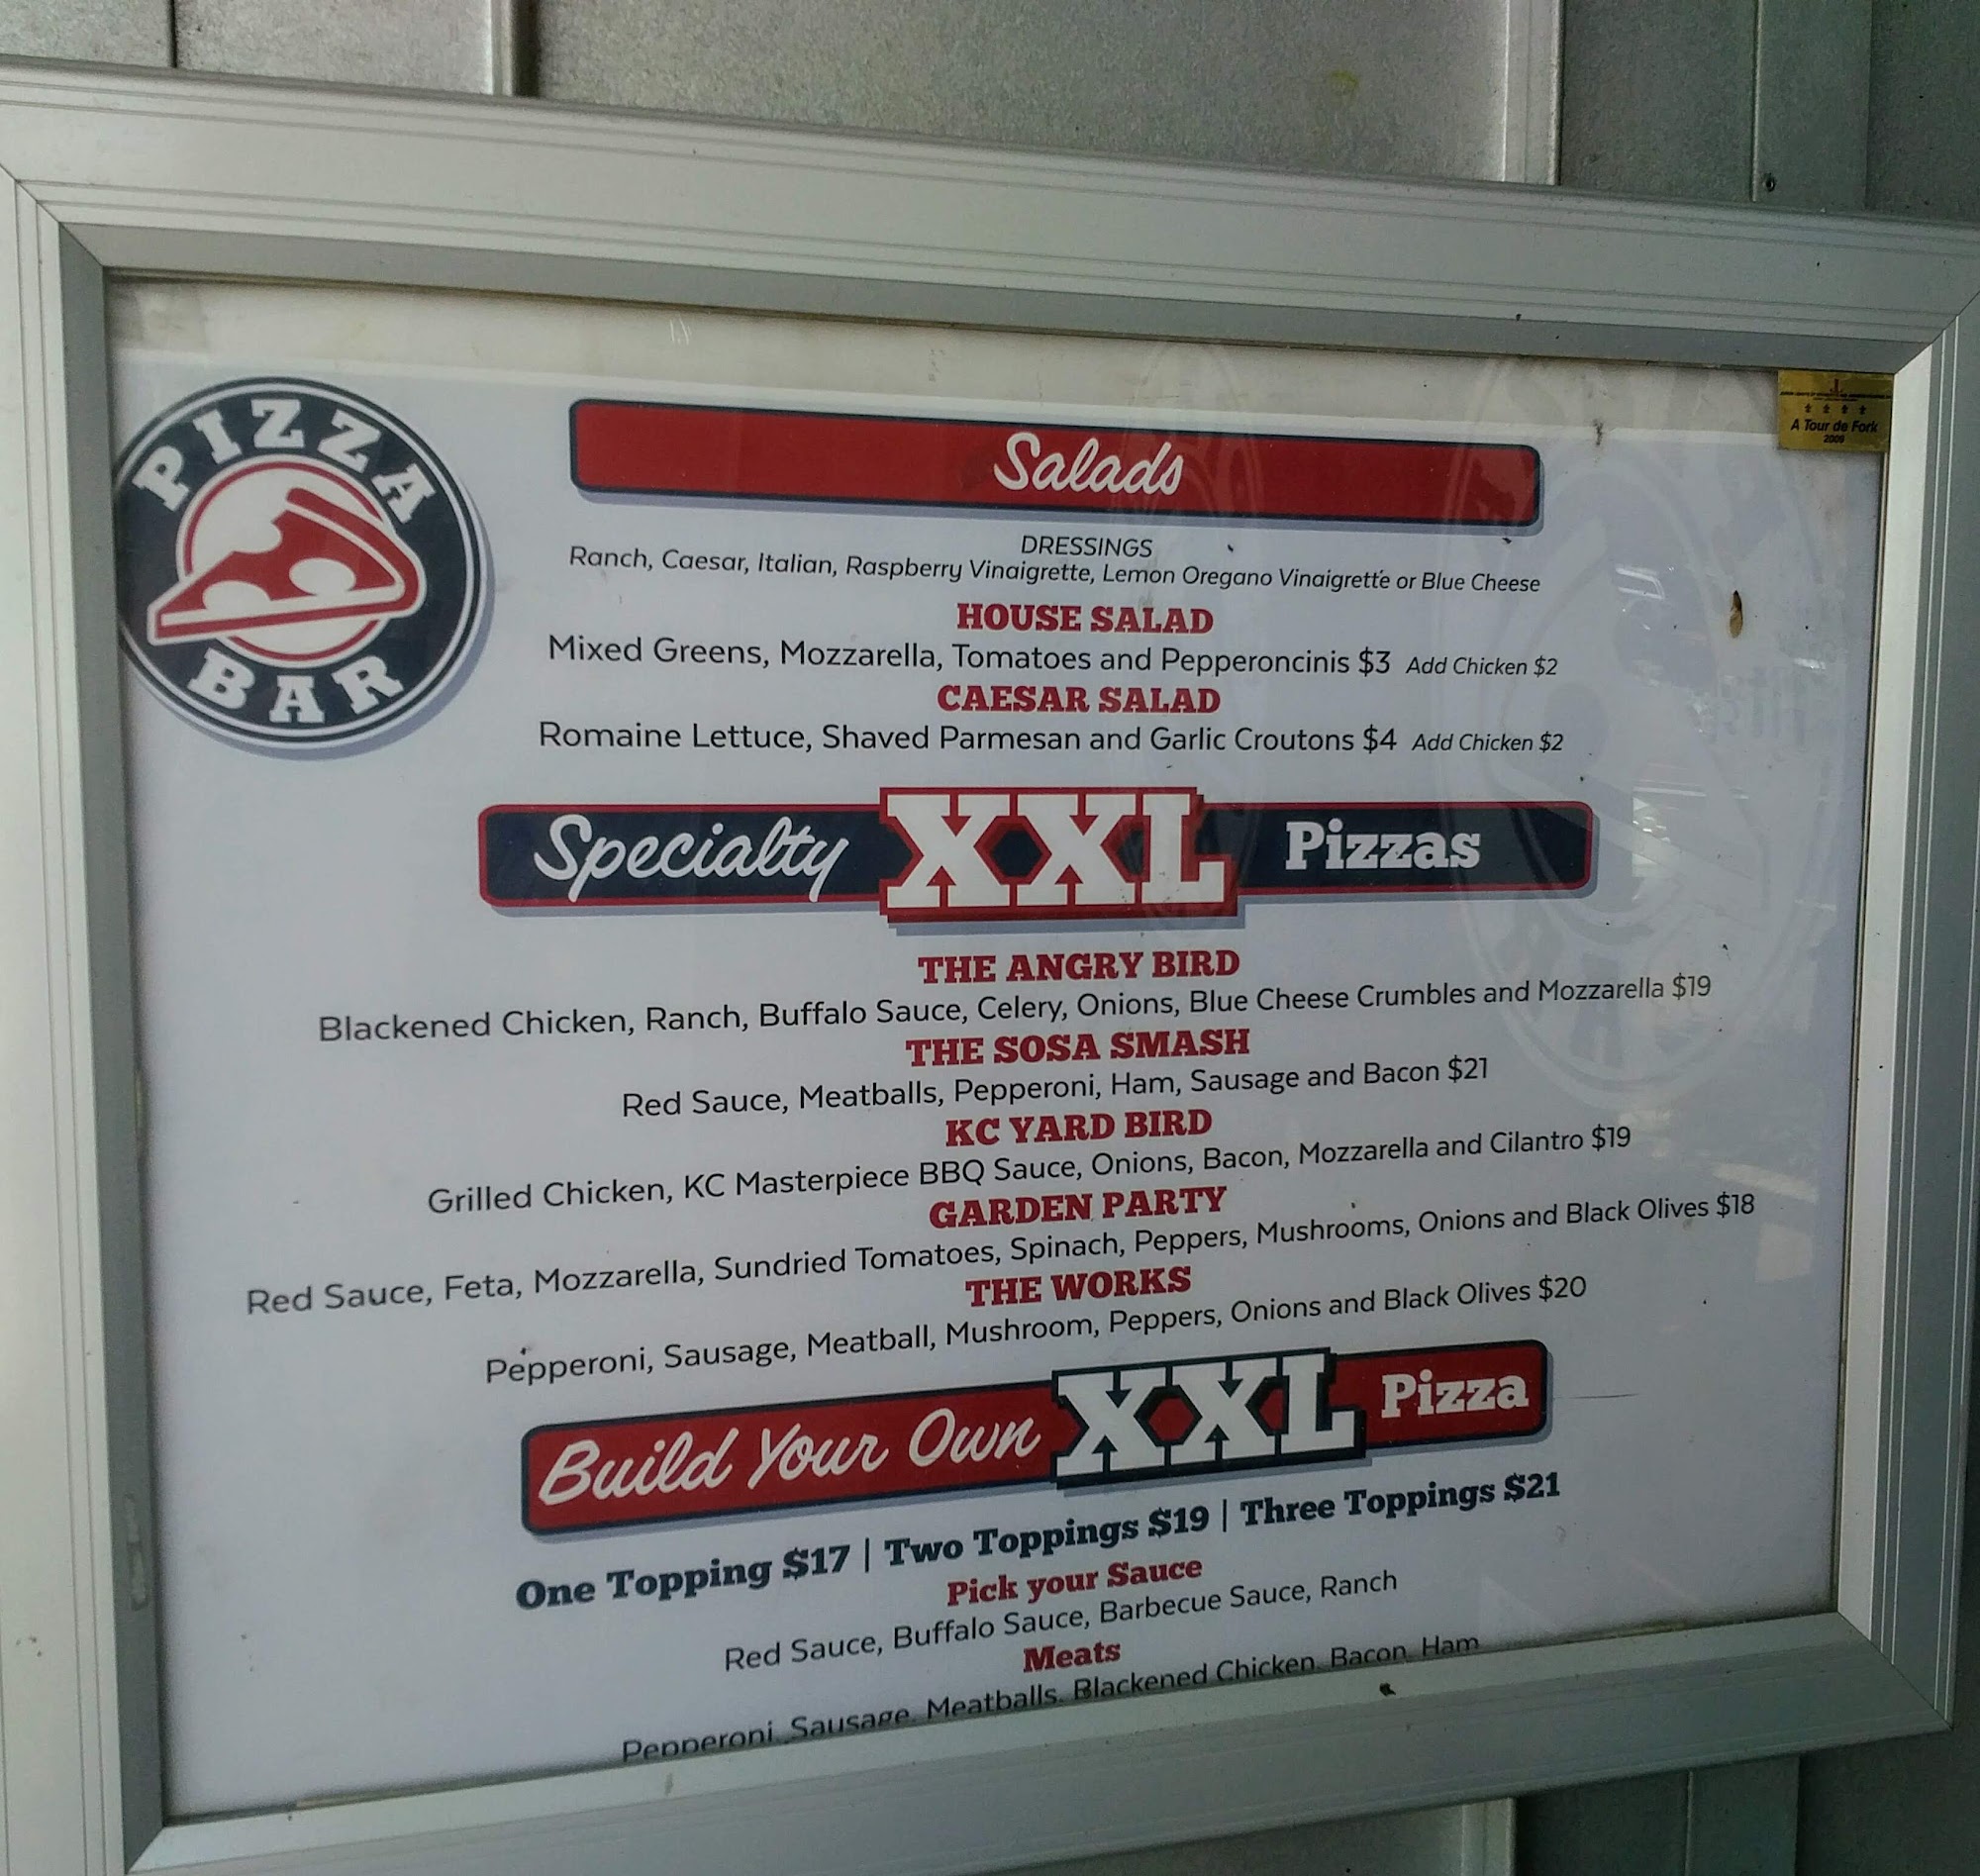 PIZZA
BAR
A Tour de Fork
2009
Salads
DRESSINGS
Ranch, Caesar, Italian, Raspberry Vinaigrette, Lemon Oregano Vinaigrette or Blue Cheese
HOUSE SALAD
Mixed Greens, Mozzarella, Tomatoes and Pepperoncinis $3 Add Chicken $2
CAESAR SALAD
Romaine Lettuce, Shaved Parmesan and Garlic Croutons $4 Add Chicken $2
Specialty XXL Pizzas
THE ANGRY BIRD
Blackened Chicken, Ranch, Buffalo Sauce, Celery, Onions, Blue Cheese Crumbles and Mozzarella $19
THE SOSA SMASH
Red Sauce, Meatballs, Pepperoni, Ham, Sausage and Bacon $21
KC YARD BIRD
Grilled Chicken, KC Masterpiece BBQ Sauce, Onions, Bacon, Mozzarella and Cilantro $19
GARDEN PARTY
Red Sauce, Feta, Mozzarella, Sundried Tomatoes, Spinach, Peppers, Mushrooms, Onions and Black Olives $18
THE WORKS
Pepperoni, Sausage, Meatball, Mushroom, Peppers, Onions and Black Olives $20
Build Your Own XXL Pizza
One Topping $17 | Two Toppings $19 | Three Toppings $21
Pick your Sauce
Red Sauce, Buffalo Sauce, Barbecue Sauce, Ranch
Meats
Pepperoni, Sausage, Meatballs, Blackened Chicken, Bacon, Ham